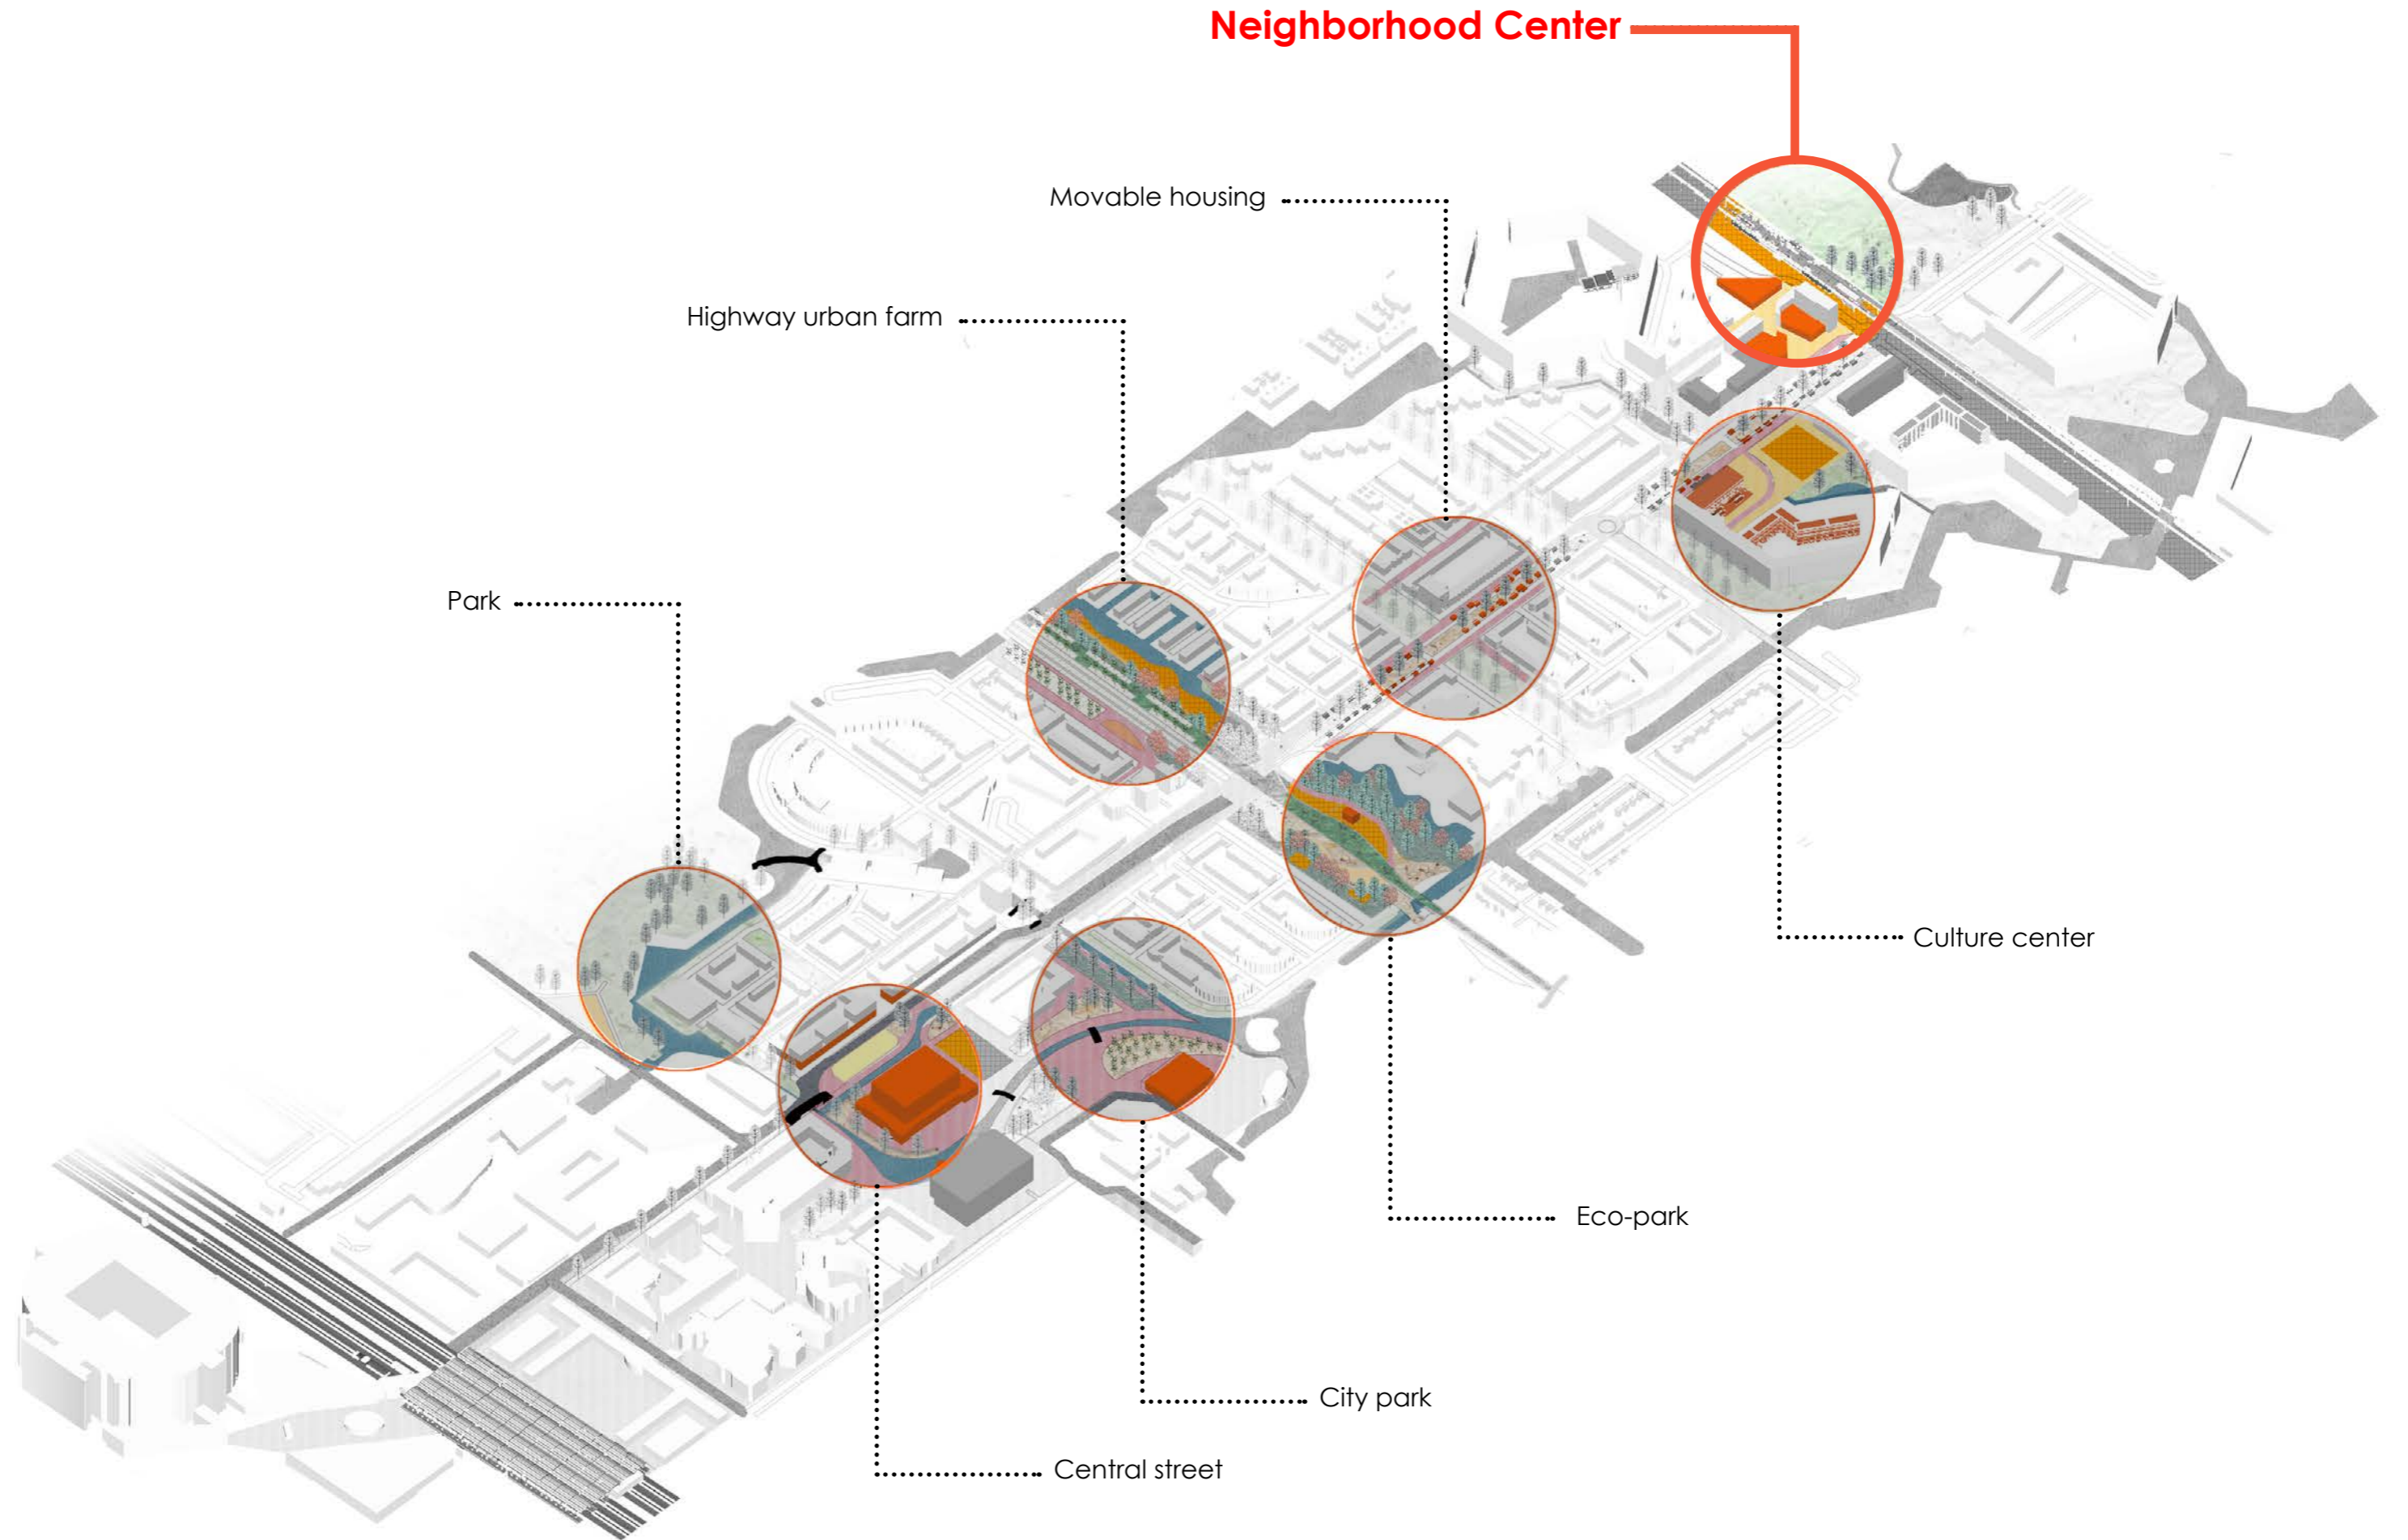 Neighborhood Center
Movable housing
Highway urban farm
Park
Culture center
Eco-park
City park
Central street